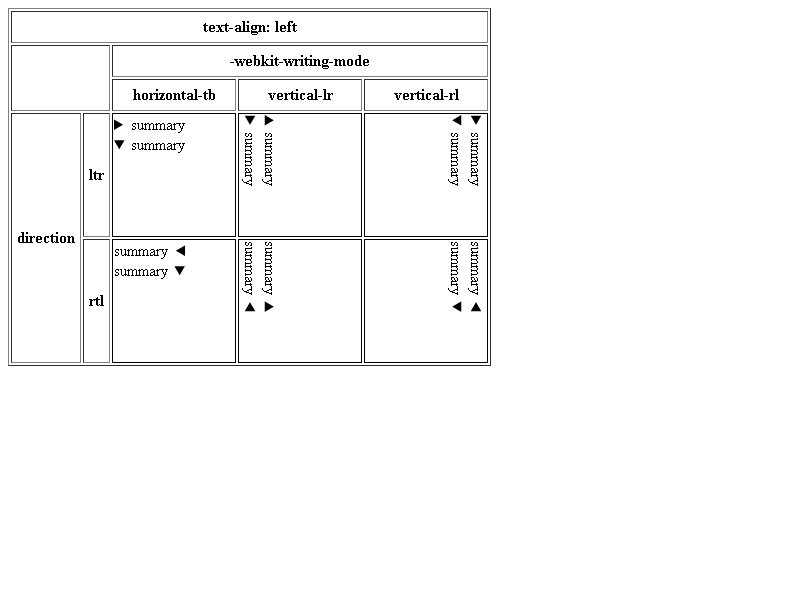 text-align: left
-webkit-writing-mode
horizontal-tb vertical-lr vertical-rl
direction
ltr
▶ summary
▼ summary
▼ summary
▶ summary
▼ summary
◀ summary
rtl
summary ◀
summary ▼
summary ▲
summary ▶
summary ▲
summary ◀